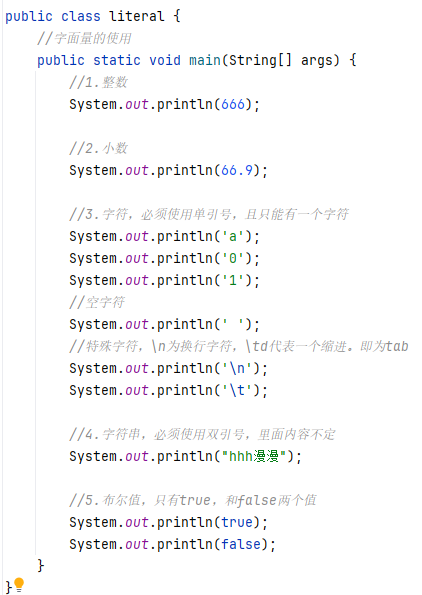 public class literal {
    //字面量的使用
    public static void main(String[] args) {
        //1.整数
        System.out.println(666);

        //2.小数
        System.out.println(66.9);

        //3.字符，必须使用单引号，且只能有一个字符
        System.out.println('a');
        System.out.println('0');
        System.out.println('1');
        //空字符
        System.out.println(' ');
        //特殊字符，\n为换行字符，\td代表一个缩进。即为tab
        System.out.println('\n');
        System.out.println('\t');

        //4.字符串，必须使用双引号，里面内容不定
        System.out.println("hhh漫漫");

        //5.布尔值，只有true，和false两个值
        System.out.println(true);
        System.out.println(false);
    }
}